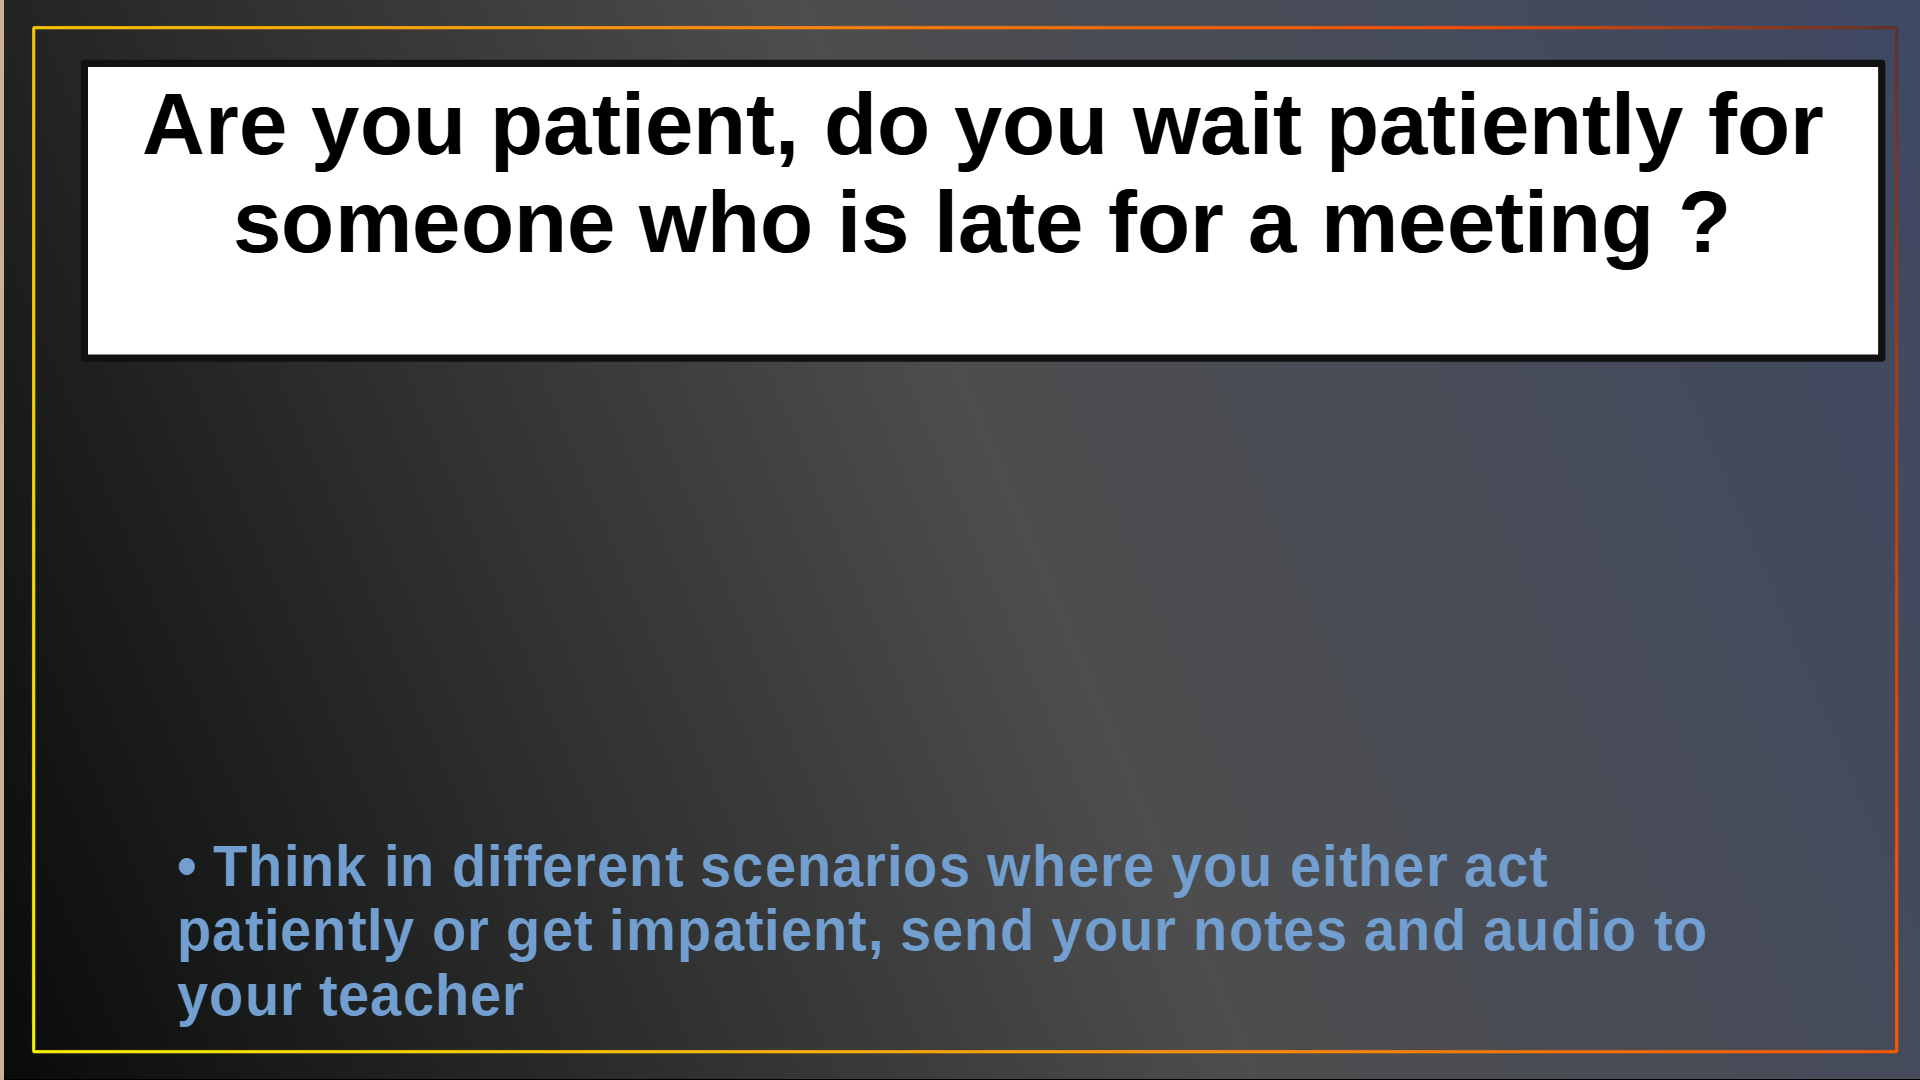 Are you patient, do you wait patiently for
someone who is late for a meeting ?
• Think in different scenarios where you either act
patiently or get impatient, send your notes and audio to
your teacher